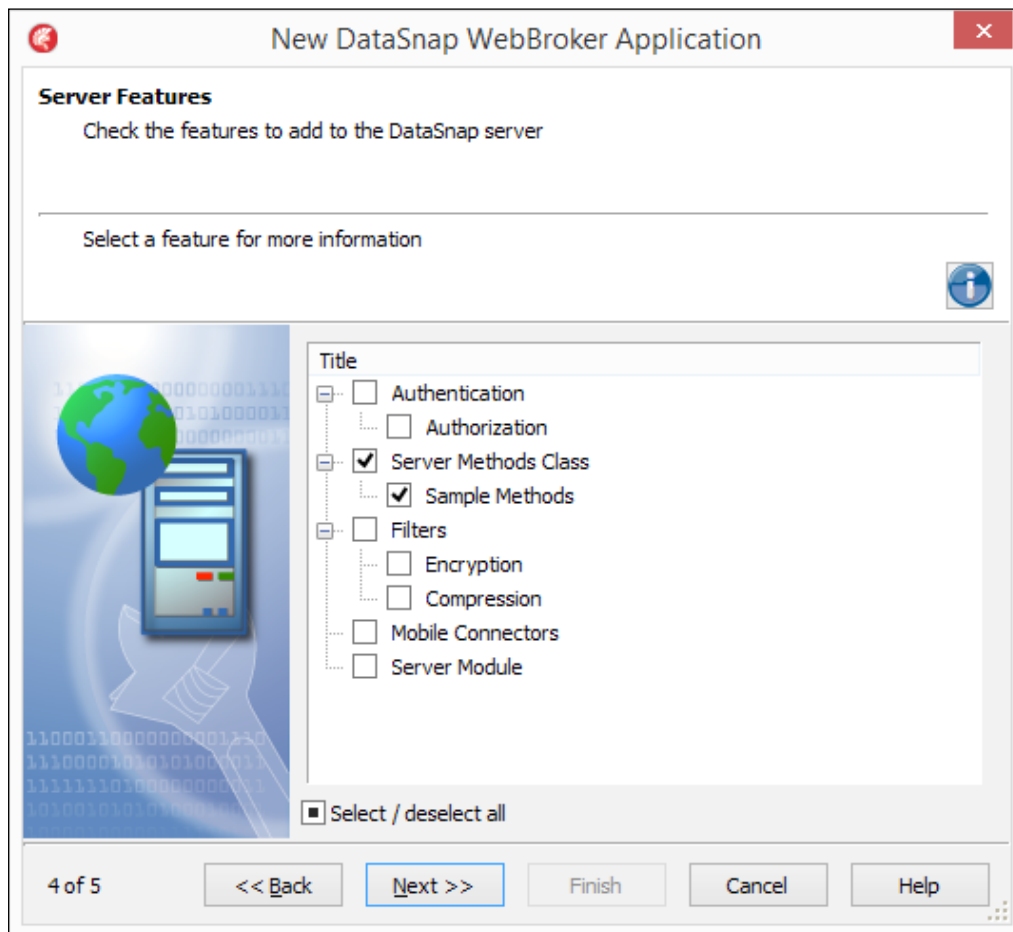 New DataSnap WebBroker Application
Server Features
Check the features to add to the DataSnap server
Select a feature for more information
Title
Authentication
Authorization
Server Methods Class
Sample Methods
Filters
Encryption
Compression
Mobile Connectors
Server Module
Select / deselect all
4 of 5
<< Back
Next >>
Finish
Cancel
Help